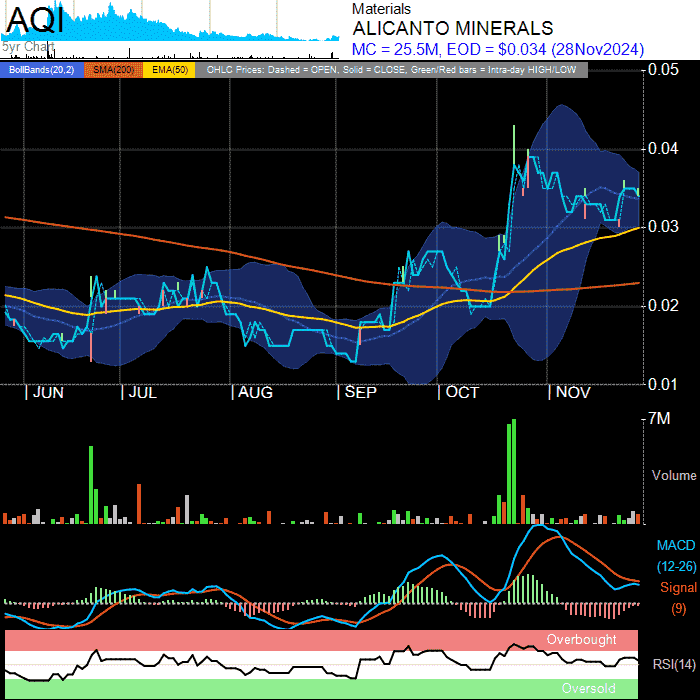 AQI
5yr Chart
Materials
ALICANTO MINERALS
MC = 25.5M, EOD = $0.034 (28Nov2024)
BollBands(20,2) SMA(200) EMA(50) OHLC Prices: Dashed = OPEN, Solid = CLOSE, Green/Red bars = Intra-day HIGH/LOW
0.05
0.04
0.03
0.02
0.01
JUN JUL AUG SEP OCT NOV
7M
Volume
MACD
(12-26)
Signal
(9)
Overbought
RSI(14)
Oversold